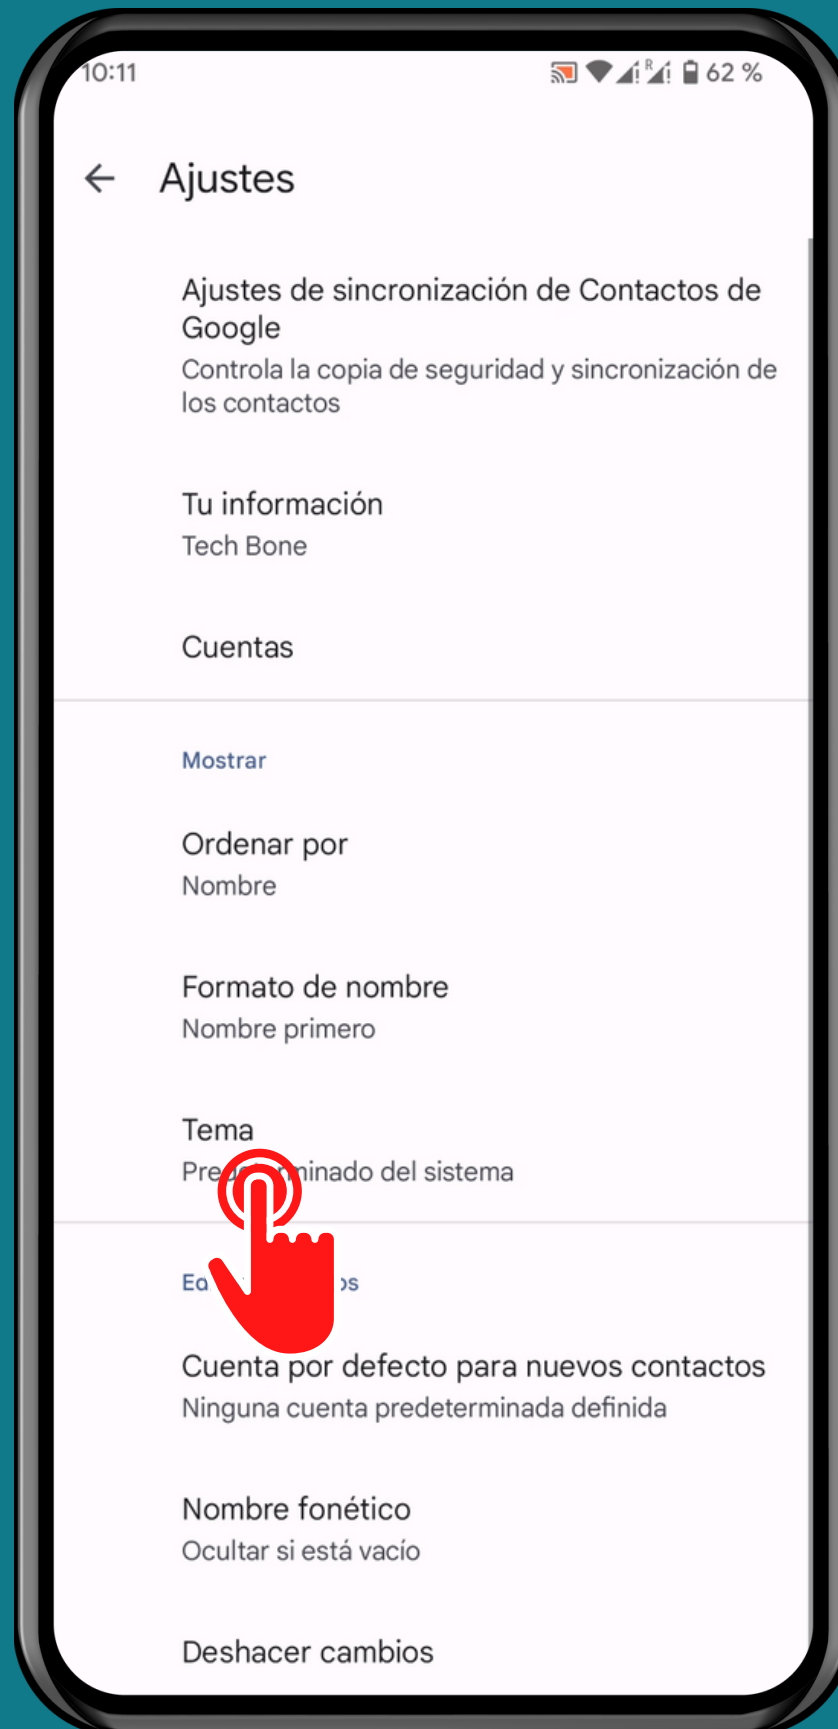 10:11 R 62 %
Ajustes
Ajustes de sincronización de Contactos de
Google
Controla la copia de seguridad y sincronización de
los contactos
Tu información
Tech Bone
Cuentas
Mostrar
Ordenar por
Nombre
Formato de nombre
Nombre primero
Tema
del sistema
Cuenta por defecto para nuevos contactos
Ninguna cuenta predeterminada definida
Nombre fonético
Ocultar si está vacío
Deshacer cambios